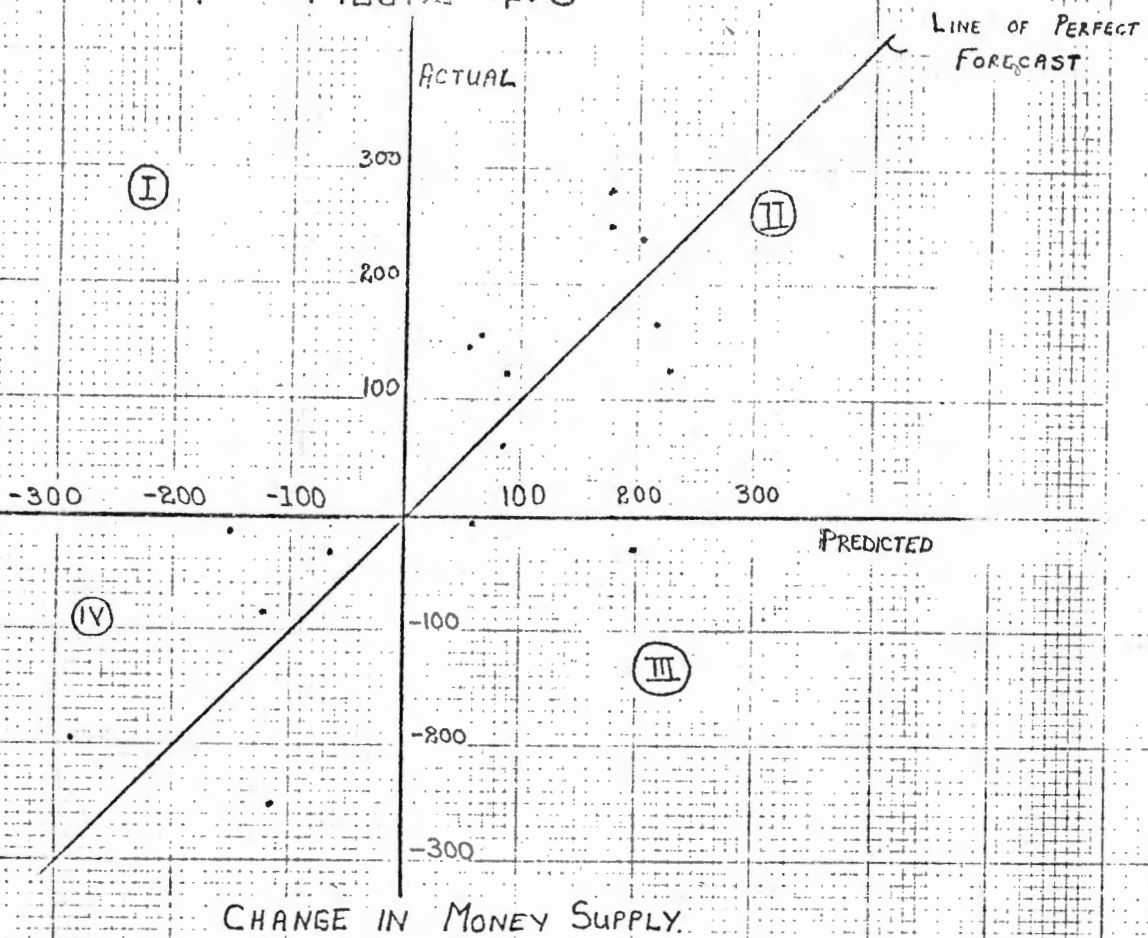 LINE OF PERFECT
FORECAST
ACTUAL
I
300
II
200
100
-300 -200 -100 100 200 300
PREDICTED
IV
-100
III
-200
-300
CHANGE IN MONEY SUPPLY.